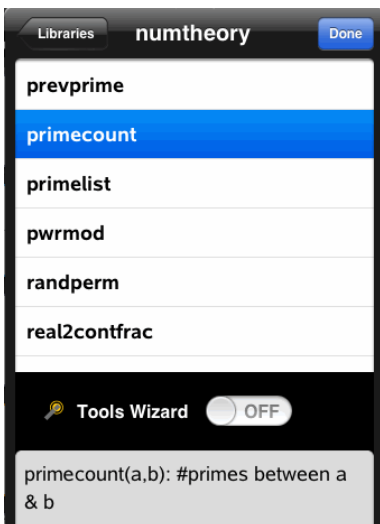 Libraries numtheory Done
prevprime
primecount
primelist
pwrmod
randperm
real2contfrac
Tools Wizard OFF
primecount(a,b): #primes between a
& b